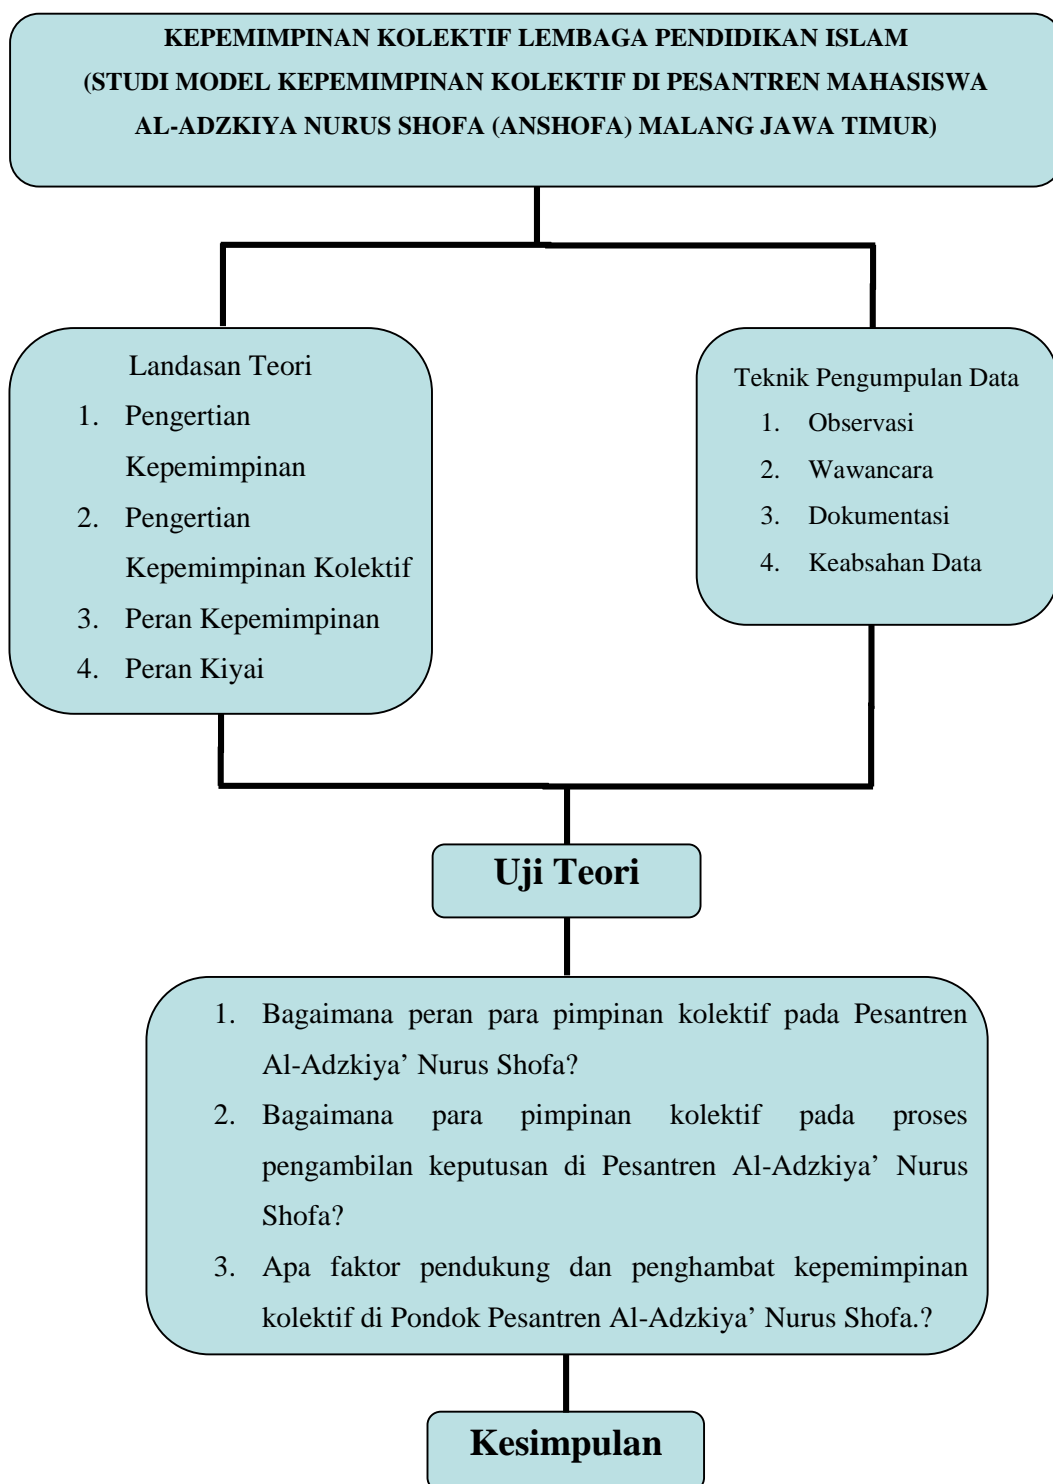 KEPEMIMPINAN KOLEKTIF LEMBAGA PENDIDIKAN ISLAM
(STUDI MODEL KEPEMIMPINAN KOLEKTIF DI PESANTREN MAHASISWA
AL-ADZKIYA NURUS SHOFA (ANSHOFA) MALANG JAWA TIMUR)
Landasan Teori
1. Pengertian
Kepemimpinan
2. Pengertian
Kepemimpinan Kolektif
3. Peran Kepemimpinan
4. Peran Kiyai
Teknik Pengumpulan Data
1. Observasi
2. Wawancara
3. Dokumentasi
4. Keabsahan Data
Uji Teori
1. Bagaimana peran para pimpinan kolektif pada Pesantren
Al-Adzkiya’ Nurus Shofa?
2. Bagaimana para pimpinan kolektif pada proses
pengambilan keputusan di Pesantren Al-Adzkiya’ Nurus
Shofa?
3. Apa faktor pendukung dan penghambat kepemimpinan
kolektif di Pondok Pesantren Al-Adzkiya’ Nurus Shofa.?
Kesimpulan